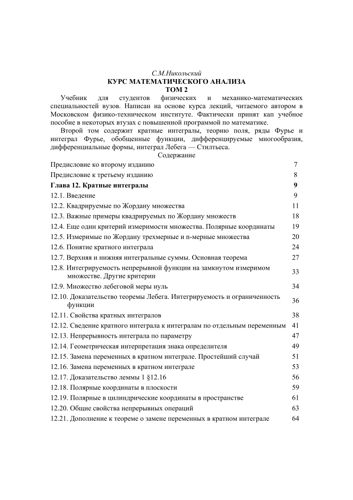 С.М.Никольский
КУРС МАТЕМАТИЧЕСКОГО АНАЛИЗА
ТОМ 2
Учебник для студентов физических и механико-математических
специальностей вузов. Написан на основе курса лекций, читаемого автором в
Московском физико-техническом институте. Фактически принят как учебное
пособие в некоторых втузах с повышенной программой по математике.
Второй том содержит кратные интегралы, теорию поля, ряды Фурье и
интеграл Фурье, обобщенные функции, дифференцируемые многообразия,
дифференциальные формы, интеграл Лебега — Стилтьеса.
Содержание
Предисловие ко второму изданию 7
Предисловие к третьему изданию 8
Глава 12. Кратные интегралы 9
12.1. Введение 9
12.2. Квадрируемые по Жордану множества 11
12.3. Важные примеры квадрируемых по Жордану множеств 18
12.4. Еще один критерий измеримости множества. Полярные координаты 19
12.5. Измеримые по Жордану трехмерные и n-мерные множества 20
12.6. Понятие кратного интеграла 24
12.7. Верхняя и нижняя интегральные суммы. Основная теорема 27
12.8. Интегрируемость непрерывной функции на замкнутом измеримом
множестве. Другие критерии 33
12.9. Множество лебеговой меры нуль 34
12.10. Доказательство теоремы Лебега. Интегрируемость и ограниченность
функции 36
12.11. Свойства кратных интегралов 38
12.12. Сведение кратного интеграла к интегралам по отдельным переменным 41
12.13. Непрерывность интеграла по параметру 47
12.14. Геометрическая интерпретация знака определителя 49
12.15. Замена переменных в кратном интеграле. Простейший случай 51
12.16. Замена переменных в кратном интеграле 53
12.17. Доказательство леммы 1 §12.16 56
12.18. Полярные координаты в плоскости 59
12.19. Полярные и цилиндрические координаты в пространстве 61
12.20. Общие свойства непрерывных операций 63
12.21. Дополнение к теореме о замене переменных в кратном интеграле 64